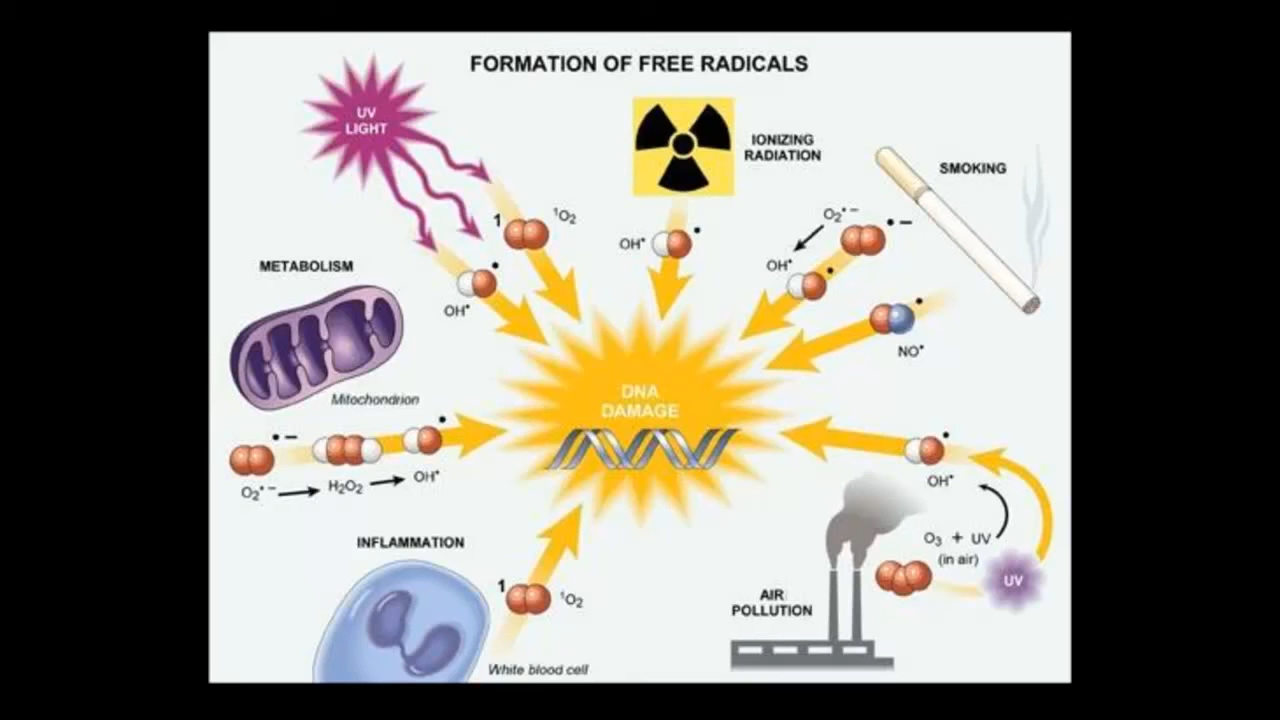 FORMATION OF FREE RADICALS
UV
LIGHT
1
¹O₂
OH•
IONIZING
RADIATION
OH•
SMOKING
O₂•−
OH•
NO•
METABOLISM
Mitochondrion
O₂•−
H₂O₂
OH•
DNA
DAMAGE
INFLAMMATION
White blood cell
1
¹O₂
AIR
POLLUTION
OH•
O₃ + UV
(in air)
UV